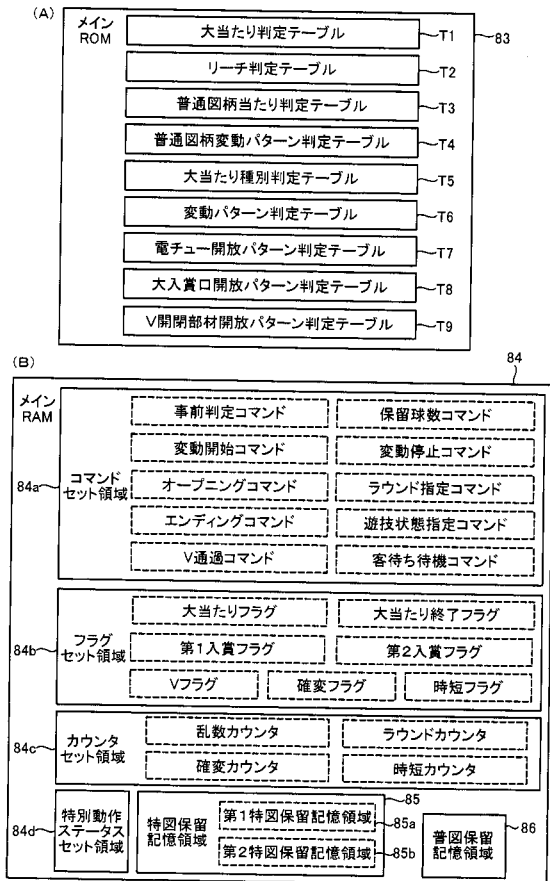 (A)
メイン
ROM
83
大当たり判定テーブル
T1
リーチ判定テーブル
T2
普通図柄当たり判定テーブル
T3
普通図柄変動パターン判定テーブル
T4
大当たり種別判定テーブル
T5
変動パターン判定テーブル
T6
電チュー開放パターン判定テーブル
T7
大入賞口開放パターン判定テーブル
T8
V開閉部材開放パターン判定テーブル
T9
(B)
84
メイン
RAM
84a
コマンド
セット領域
事前判定コマンド 保留球数コマンド
変動開始コマンド 変動停止コマンド
オープニングコマンド ラウンド指定コマンド
エンディングコマンド 遊技状態指定コマンド
V通過コマンド 客待ち待機コマンド
84b
フラグ
セット領域
大当たりフラグ 大当たり終了フラグ
第1入賞フラグ 第2入賞フラグ
Vフラグ 確変フラグ 時短フラグ
84c
カウンタ
セット領域
乱数カウンタ ラウンドカウンタ
確変カウンタ 時短カウンタ
84d
特別動作
ステータス
セット領域
85
特図保留
記憶領域
第1特図保留記憶領域
85a
第2特図保留記憶領域
85b
86
普図保留
記憶領域